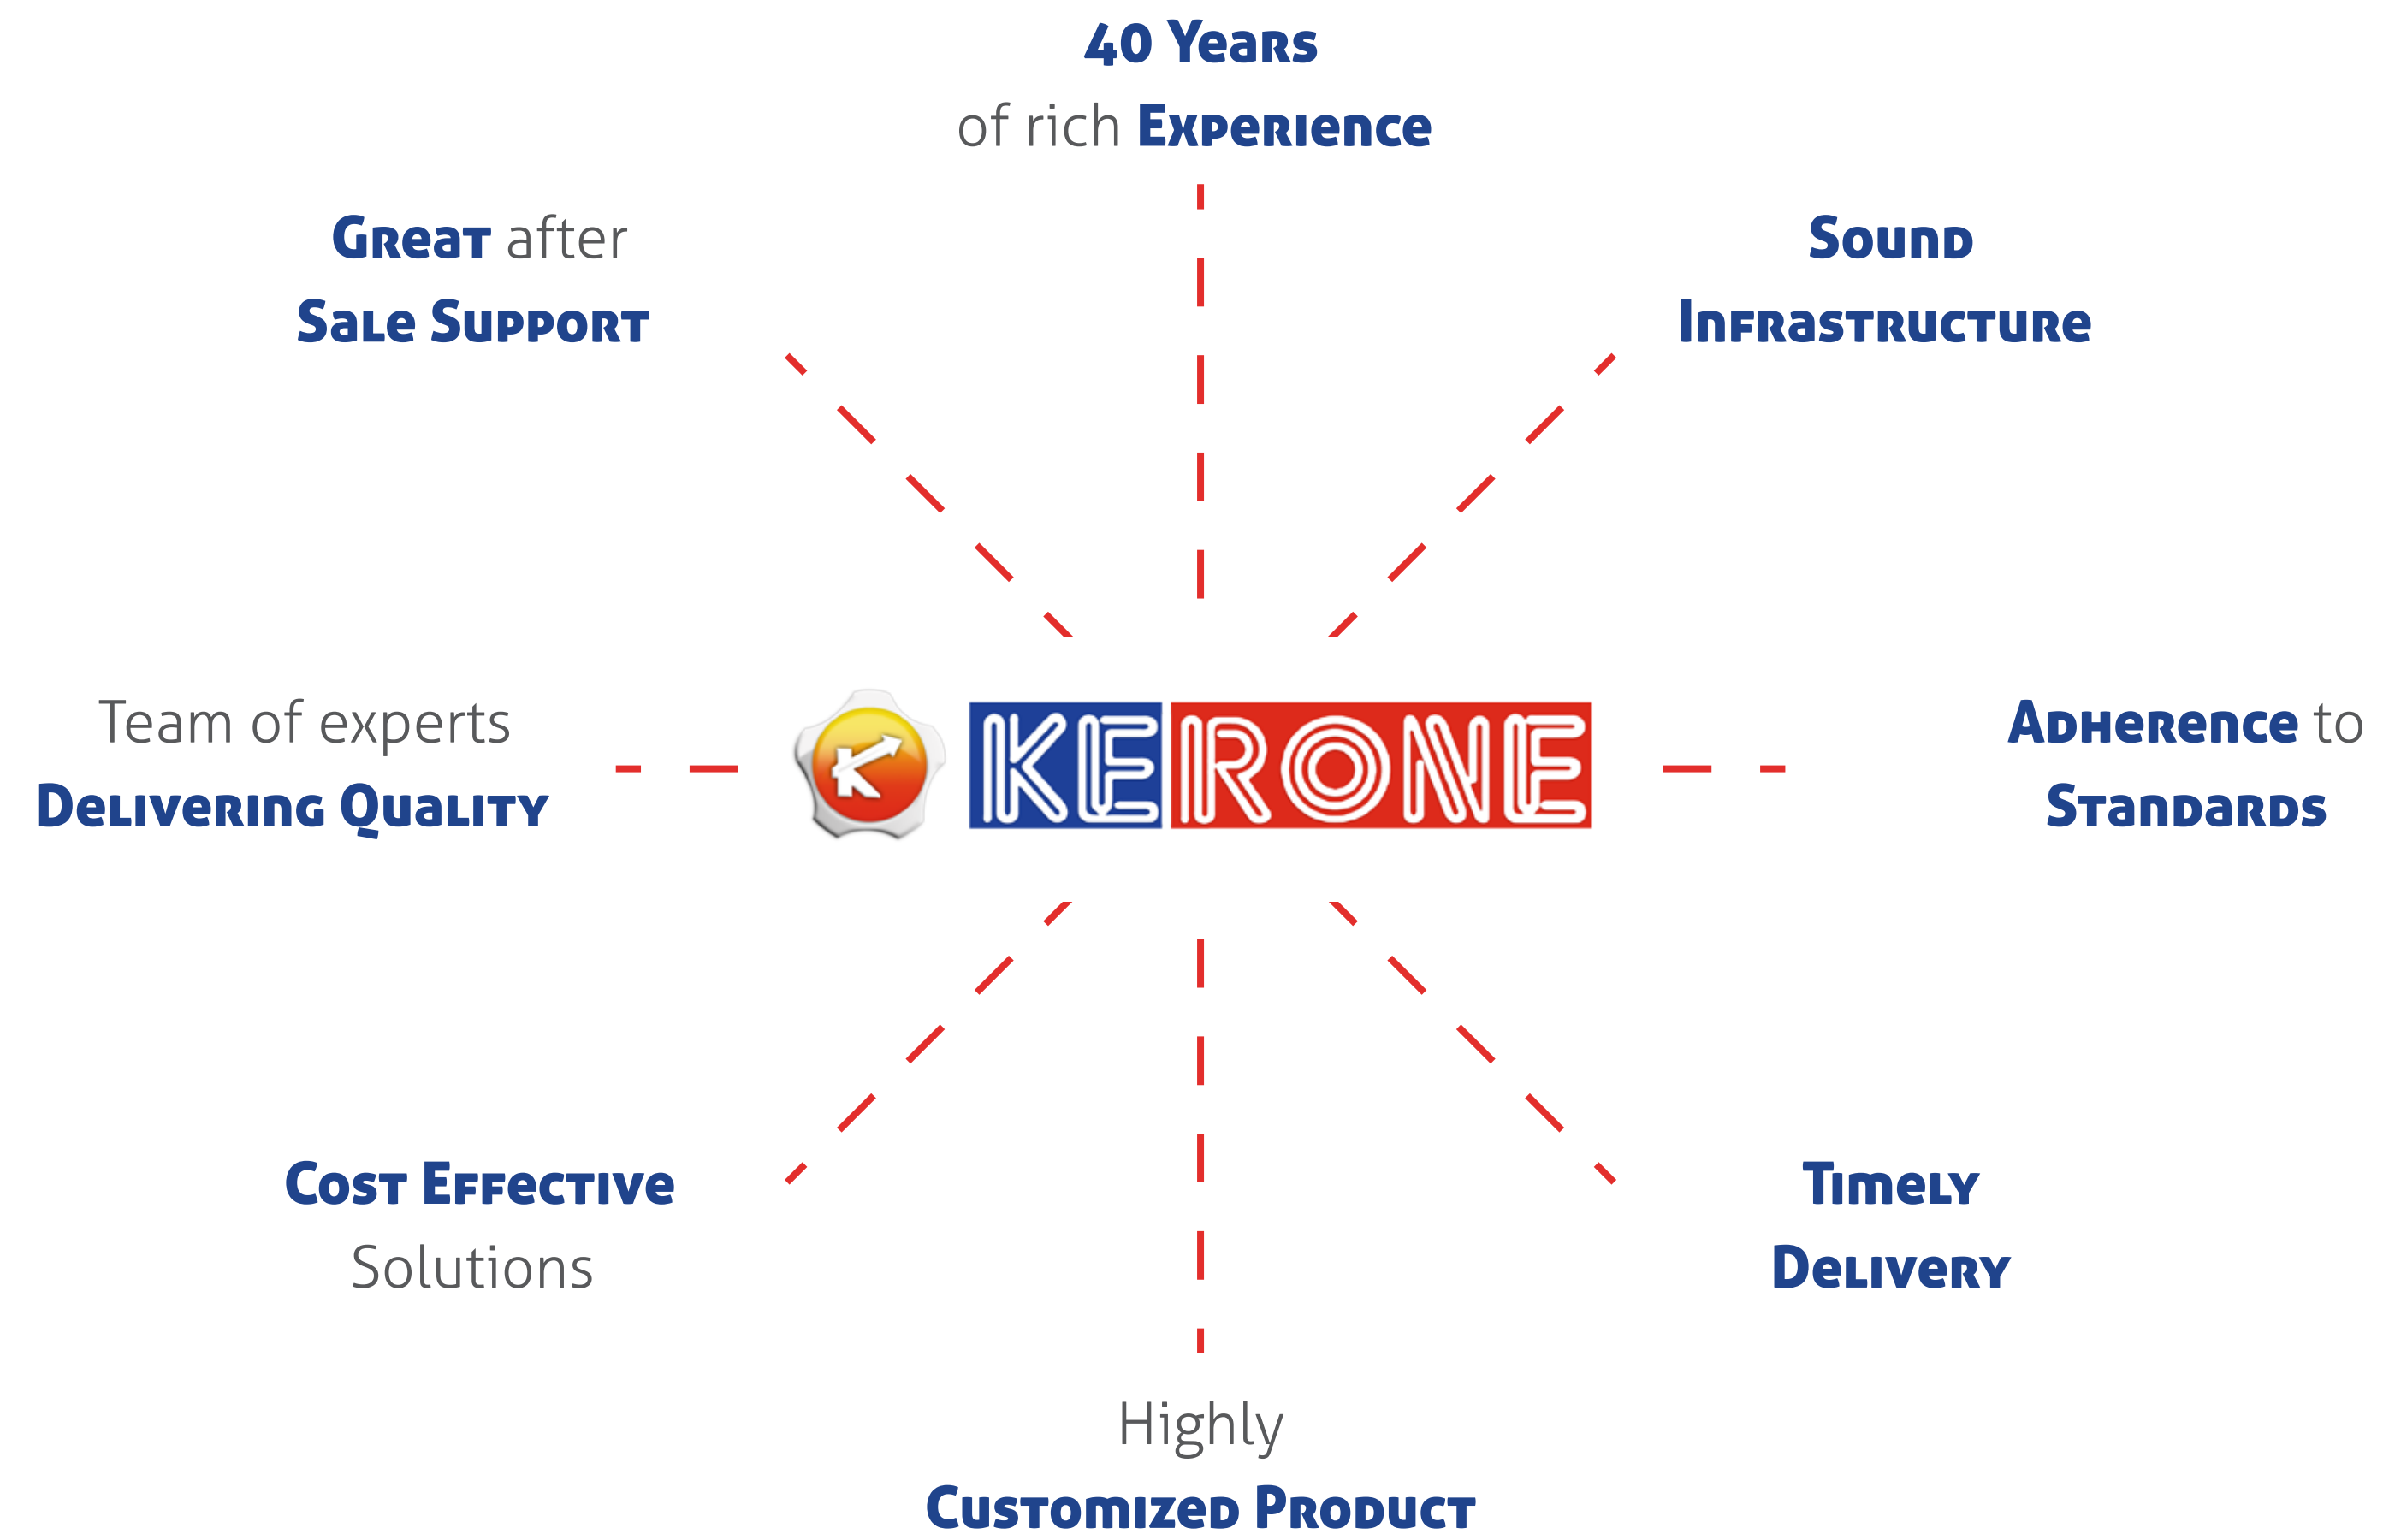 40 Years
of rich Experience
Great after
Sale Support
Sound
Infrastructure
Team of experts
Delivering Quality
K KERONE
Adherence to
Standards
Cost Effective
Solutions
Timely
Delivery
Highly
Customized Product